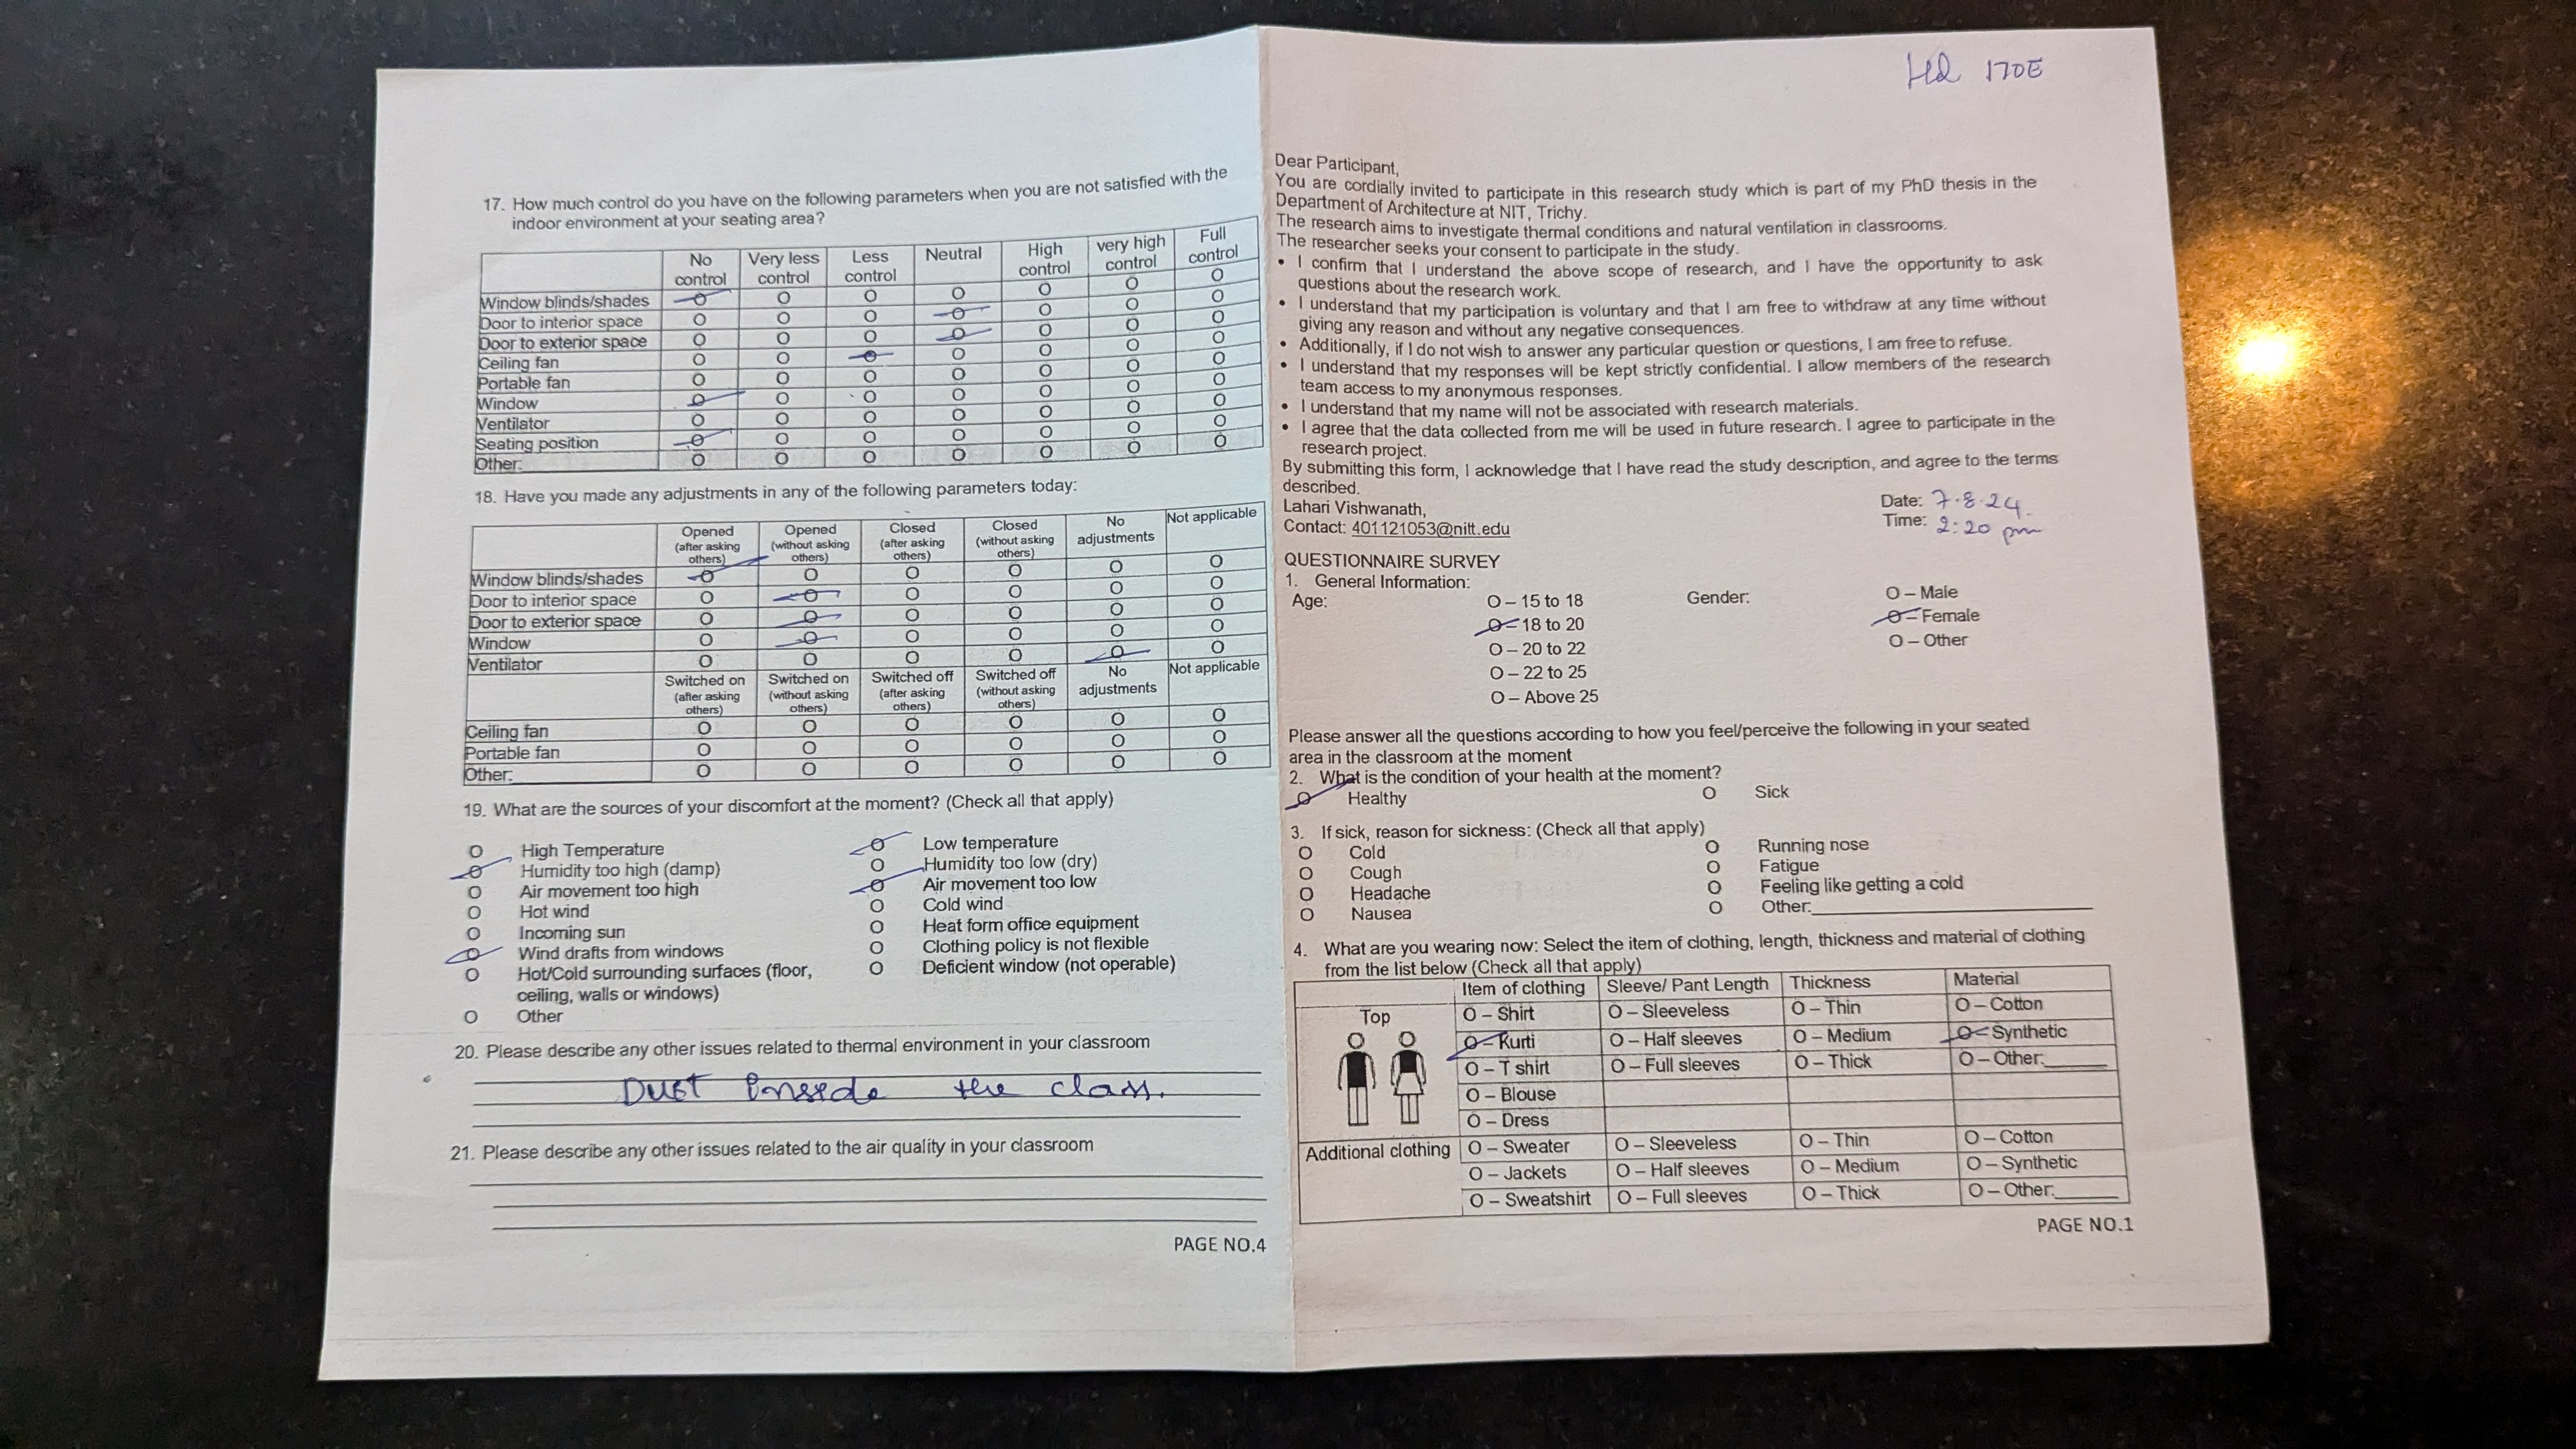 17. How much control do you have on the following parameters when you are not satisfied with the
indoor environment at your seating area?
No control Very less control Less control Neutral High control very high control Full control
Window blinds/shades O O O O O O O
Door to interior space O O O O O O O
Door to exterior space O O O O O O O
Ceiling fan O O O O O O O
Portable fan O O O O O O O
Window O O O O O O O
Ventilator O O O O O O O
Seating position O O O O O O O
Other: O O O O O O O
18. Have you made any adjustments in any of the following parameters today:
Opened (after asking others) Opened (without asking others) Closed (after asking others) Closed (without asking others) No adjustments Not applicable
Window blinds/shades O O O O O O
Door to interior space O O O O O O
Door to exterior space O O O O O O
Window O O O O O O
Ventilator O O O O O O
Switched on (after asking others) Switched on (without asking others) Switched off (after asking others) Switched off (without asking others) No adjustments Not applicable
Ceiling fan O O O O O O
Portable fan O O O O O O
Other: O O O O O O
19. What are the sources of your discomfort at the moment? (Check all that apply)
O High Temperature O Low temperature
O Humidity too high (damp) O Humidity too low (dry)
O Air movement too high O Air movement too low
O Hot wind O Cold wind
O Incoming sun O Heat form office equipment
O Wind drafts from windows O Clothing policy is not flexible
O Hot/Cold surrounding surfaces (floor, O Deficient window (not operable)
ceiling, walls or windows)
O Other
20. Please describe any other issues related to thermal environment in your classroom
Dust inside the class.
21. Please describe any other issues related to the air quality in your classroom
PAGE NO.4
170E
Dear Participant,
You are cordially invited to participate in this research study which is part of my PhD thesis in the
Department of Architecture at NIT, Trichy.
The research aims to investigate thermal conditions and natural ventilation in classrooms.
The researcher seeks your consent to participate in the study.
• I confirm that I understand the above scope of research, and I have the opportunity to ask
questions about the research work.
• I understand that my participation is voluntary and that I am free to withdraw at any time without
giving any reason and without any negative consequences.
• Additionally, if I do not wish to answer any particular question or questions, I am free to refuse.
• I understand that my responses will be kept strictly confidential. I allow members of the research
team access to my anonymous responses.
• I understand that my name will not be associated with research materials.
• I agree that the data collected from me will be used in future research. I agree to participate in the
research project.
By submitting this form, I acknowledge that I have read the study description, and agree to the terms
described.
Lahari Vishwanath, Date: 7.8.24.
Contact: 401121053@nitt.edu Time: 2:20 pm
QUESTIONNAIRE SURVEY
1. General Information:
Age: O – 15 to 18 Gender: O – Male
O – 18 to 20 O – Female
O – 20 to 22 O – Other
O – 22 to 25
O – Above 25
Please answer all the questions according to how you feel/perceive the following in your seated
area in the classroom at the moment
2. What is the condition of your health at the moment?
O Healthy O Sick
3. If sick, reason for sickness: (Check all that apply)
O Cold O Running nose
O Cough O Fatigue
O Headache O Feeling like getting a cold
O Nausea O Other:
4. What are you wearing now: Select the item of clothing, length, thickness and material of clothing
from the list below (Check all that apply)
Item of clothing Sleeve/ Pant Length Thickness Material
Top O – Shirt O – Sleeveless O – Thin O – Cotton
O – Kurti O – Half sleeves O – Medium O – Synthetic
O – T shirt O – Full sleeves O – Thick O – Other:
O – Blouse
O – Dress
Additional clothing O – Sweater O – Sleeveless O – Thin O – Cotton
O – Jackets O – Half sleeves O – Medium O – Synthetic
O – Sweatshirt O – Full sleeves O – Thick O – Other:
PAGE NO.1